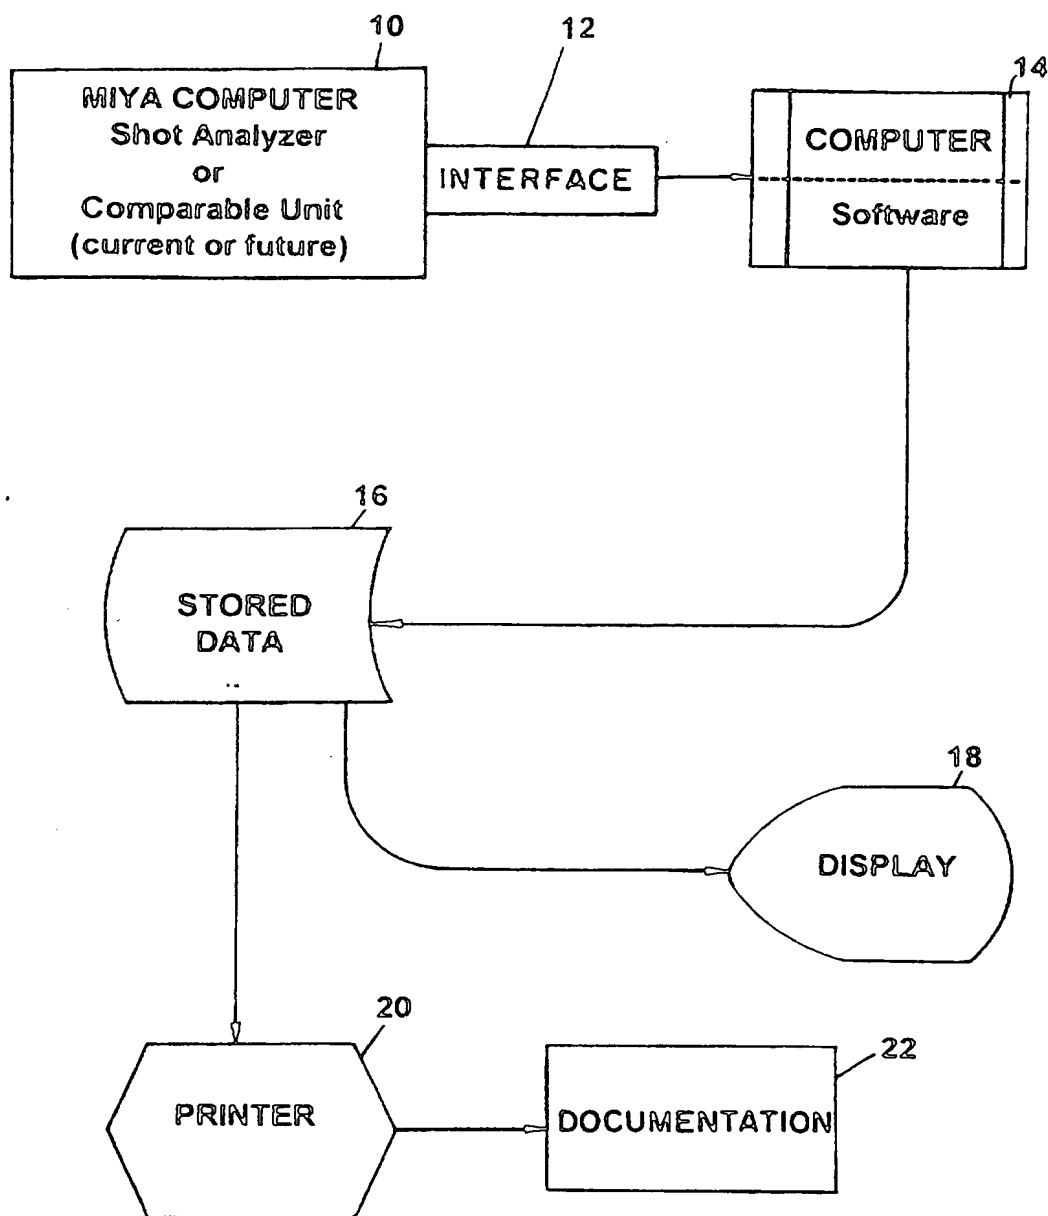 10
12
14
MIYA COMPUTER
Shot Analyzer
or
Comparable Unit
(current or future)
INTERFACE
COMPUTER
Software
16
STORED
DATA
18
DISPLAY
20
PRINTER
22
DOCUMENTATION